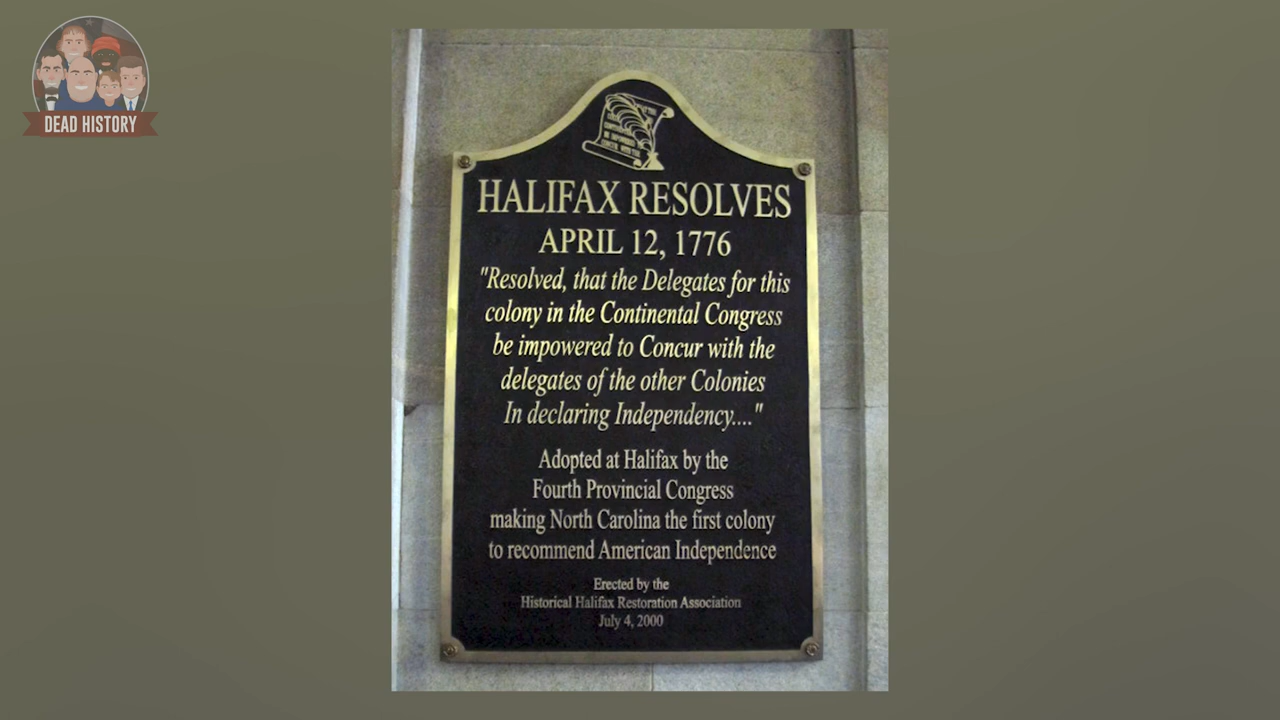 DEAD HISTORY
HALIFAX RESOLVES
APRIL 12, 1776
"Resolved, that the Delegates for this
colony in the Continental Congress
be impowered to Concur with the
delegates of the other Colonies
In declaring Independency...."
Adopted at Halifax by the
Fourth Provincial Congress
making North Carolina the first colony
to recommend American Independence
Erected by the
Historical Halifax Restoration Association
July 4, 2000